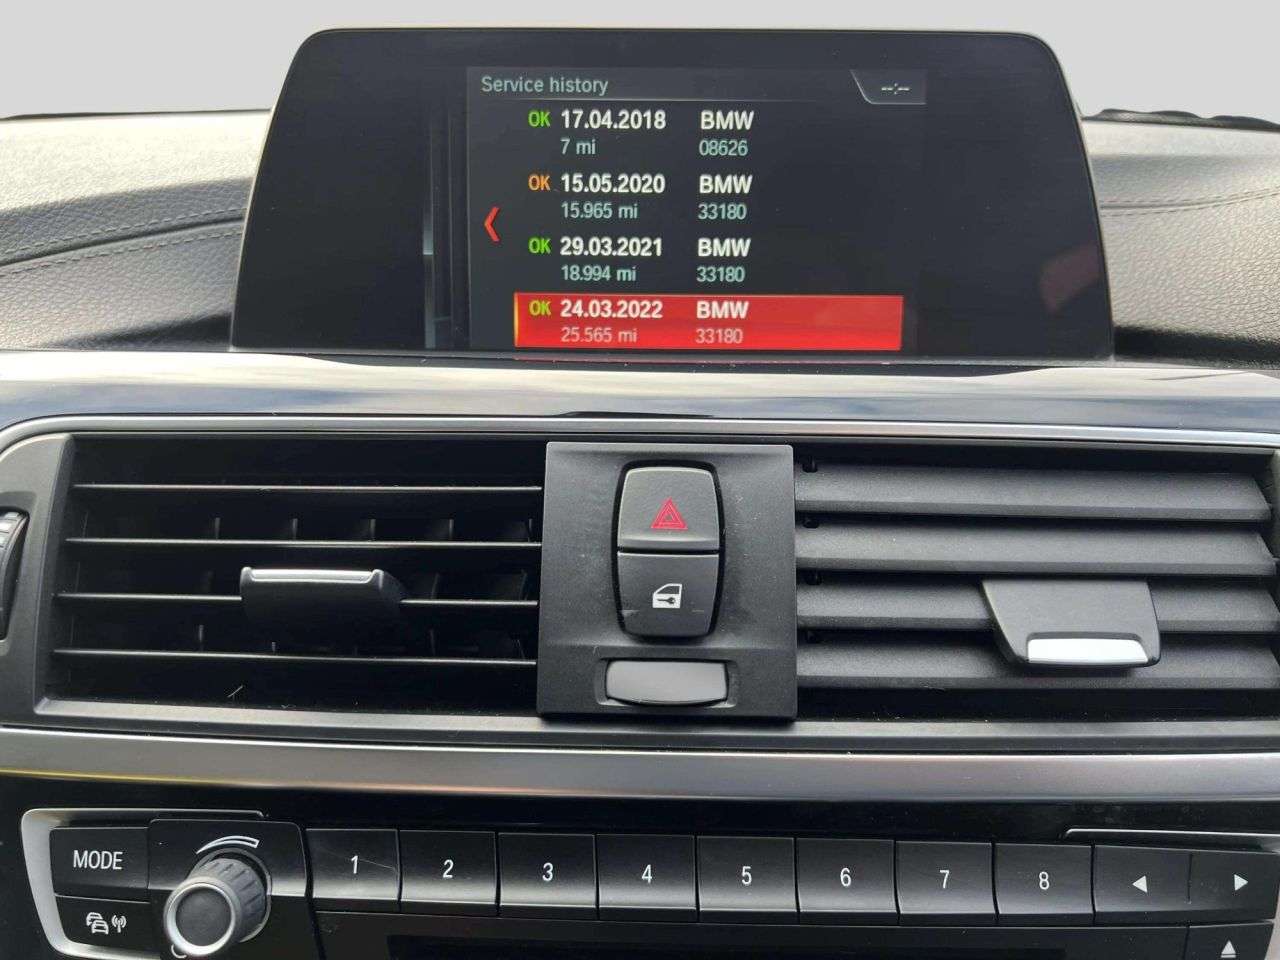 Service history --:--
OK 17.04.2018 BMW
7 mi 08626
OK 15.05.2020 BMW
15.965 mi 33180
OK 29.03.2021 BMW
18.994 mi 33180
OK 24.03.2022 BMW
25.565 mi 33180
MODE 1 2 3 4 5 6 7 8